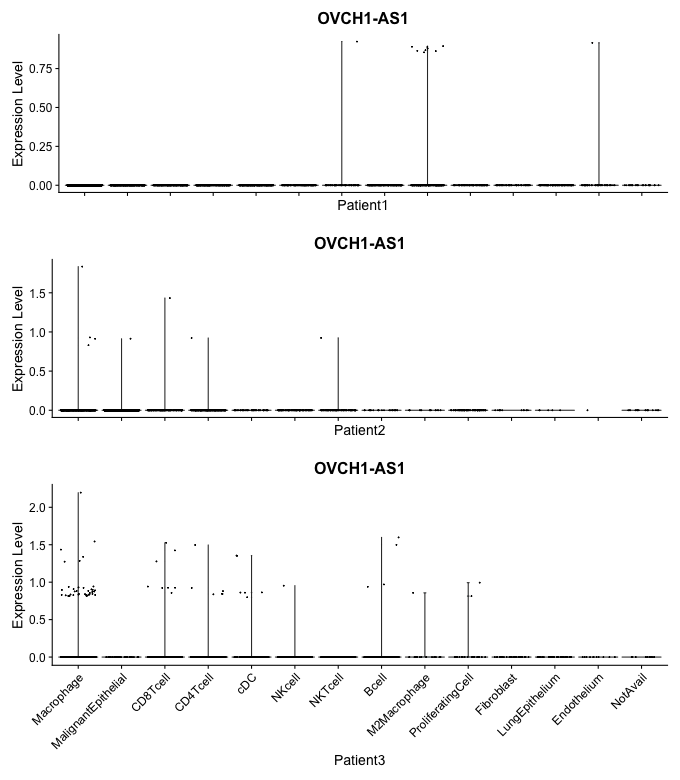 OVCH1-AS1
Expression Level
0.75
0.50
0.25
0.00
Patient1
OVCH1-AS1
Expression Level
1.5
1.0
0.5
0.0
Patient2
OVCH1-AS1
Expression Level
2.0
1.5
1.0
0.5
0.0
Macrophage
MalignantEpithelial
CD8Tcell
CD4Tcell
cDC
NKcell
NKTcell
Bcell
M2Macrophage
ProliferatingCell
Fibroblast
LungEpithelium
Endothelium
NotAvail
Patient3